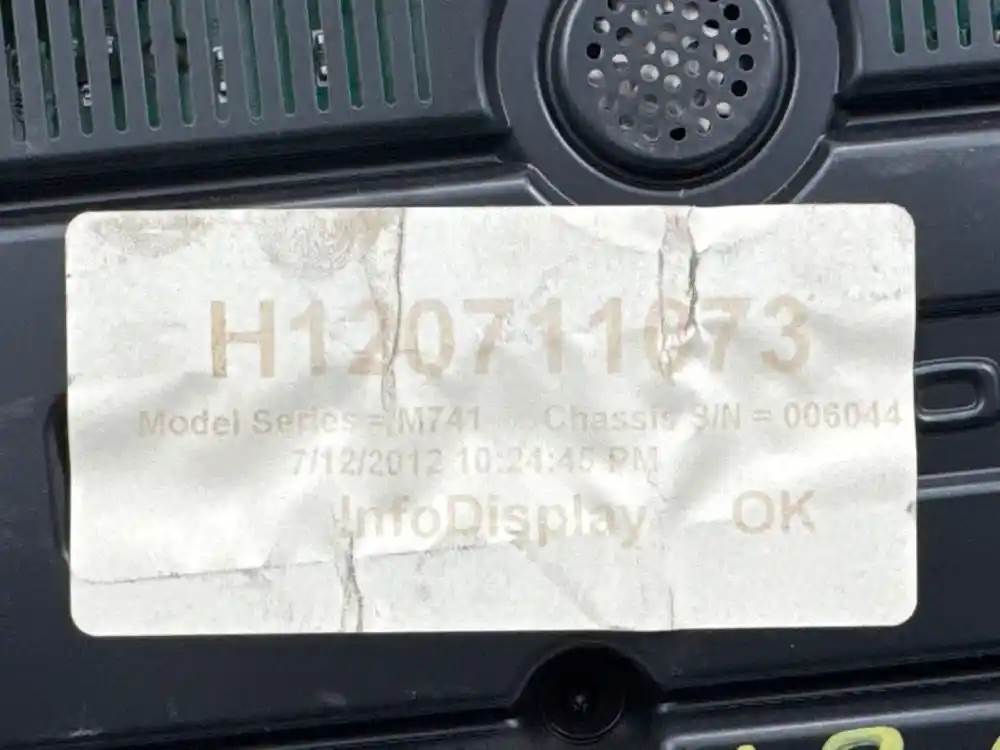 H120711073
Model Series = M741 Chassis S/N = 006044
7/12/2012 10:24:45 PM
InfoDisplay OK